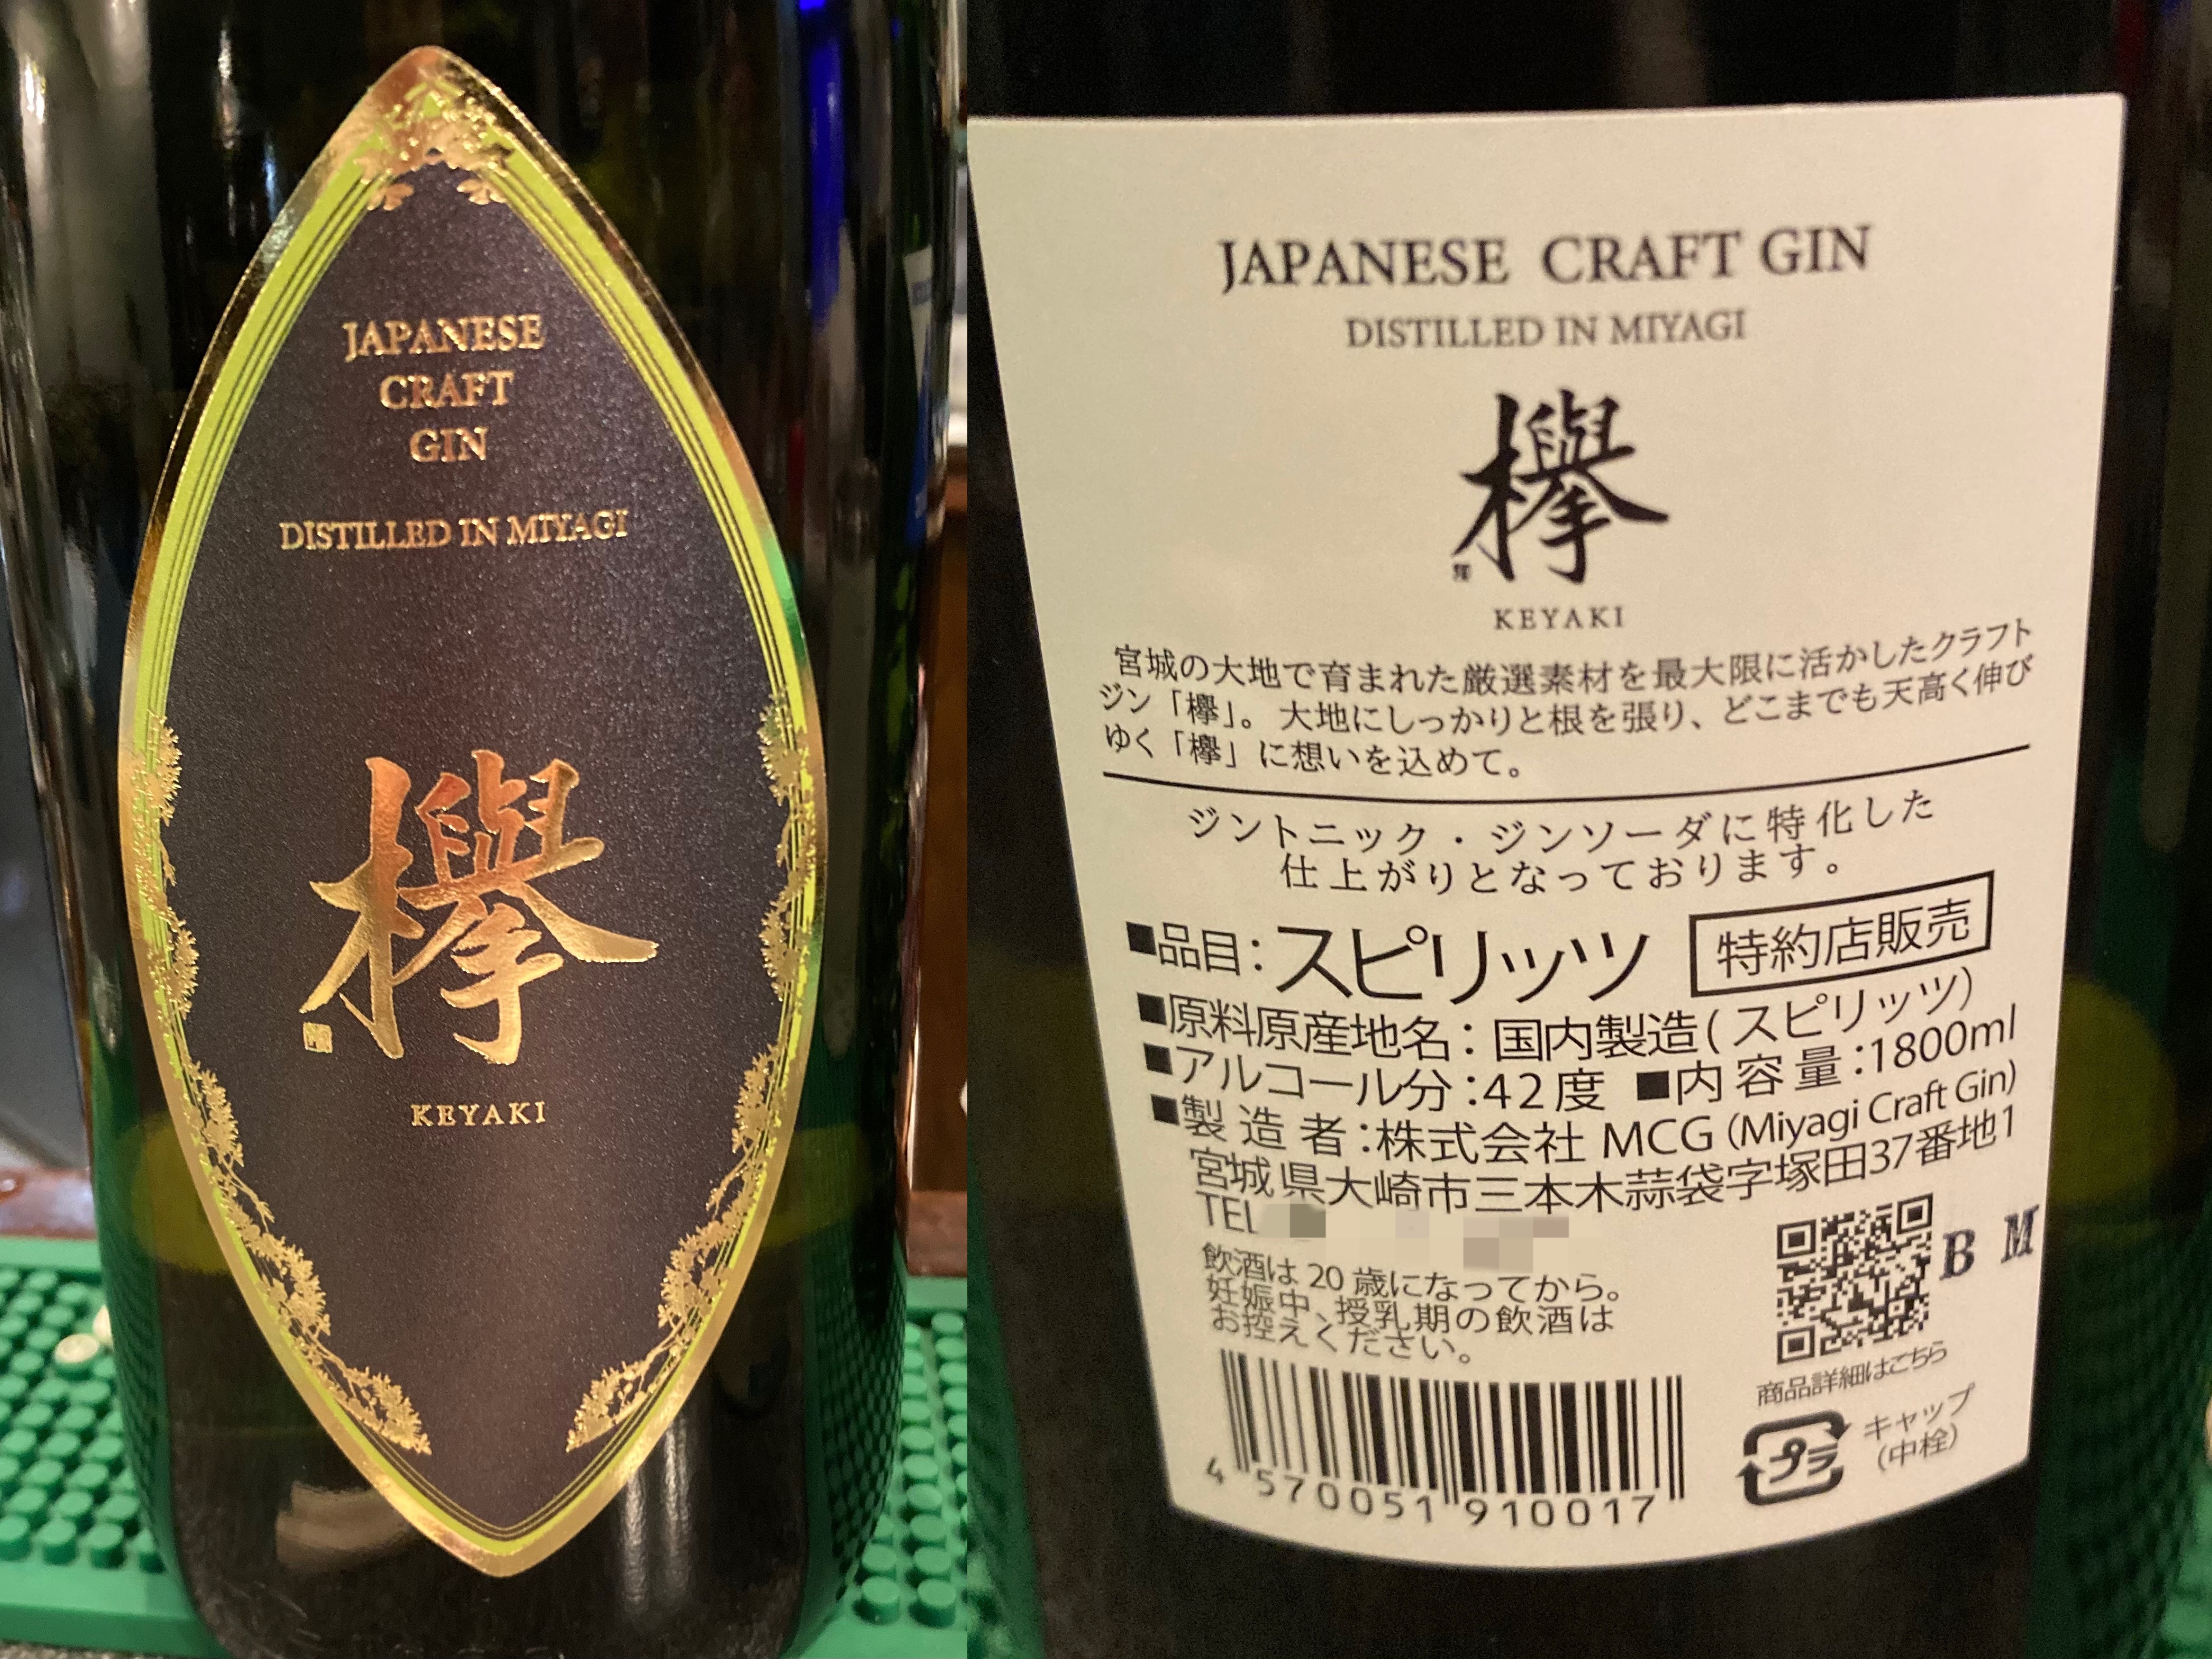 JAPANESE
CRAFT
GIN
DISTILLED IN MIYAGI
欅
KEYAKI
JAPANESE CRAFT GIN
DISTILLED IN MIYAGI
欅
KEYAKI
宮城の大地で育まれた厳選素材を最大限に活かしたクラフト
ジン「欅」。大地にしっかりと根を張り、どこまでも天高く伸び
ゆく「欅」に想いを込めて。
ジントニック・ジンソーダに特化した
仕上がりとなっております。
■品目:スピリッツ 特約店販売
■原料原産地名:国内製造(スピリッツ)
■アルコール分:42度 ■内容量:1800ml
■製造者:株式会社 MCG (Miyagi Craft Gin)
宮城県大崎市三本木蒜袋字塚田37番地1
TEL
飲酒は20歳になってから。
妊娠中、授乳期の飲酒は
お控えください。
B M
商品詳細はこちら
プラ
キャップ
(中栓)
4 570051 910017